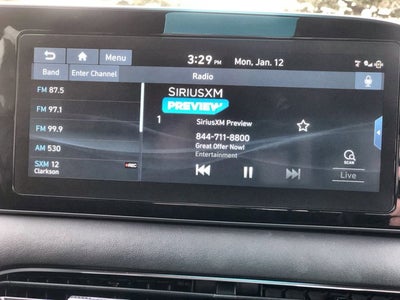 Menu
3:29 PM
Mon, Jan. 12
Band
Enter Channel
Radio
FM 87.5
FM 97.1
FM 99.9
AM 530
SXM 12
Clarkson
REC
SIRIUSXM
PREVIEW
1
SiriusXM Preview
844-711-8800
Great Offer Now!
Entertainment
SCAN
Live